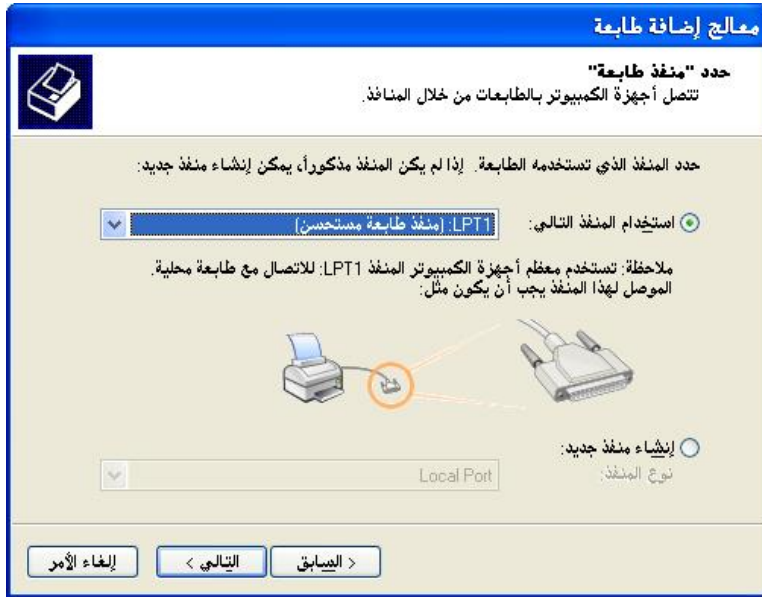 معالج إضافة طابعة
حدد "منفذ طابعة"
تتصل أجهزة الكمبيوتر بالطابعات من خلال المنافذ.
حدد المنفذ الذي تستخدمه الطابعة. إذا لم يكن المنفذ مذكوراً، يمكن إنشاء منفذ جديد:
استخدام المنفذ التالي: LPT1: (منفذ طابعة مستحسن)
ملاحظة: تستخدم معظم أجهزة الكمبيوتر المنفذ LPT1: للاتصال مع طابعة محلية.
الموصل لهذا المنفذ يجب أن يكون مثل:
إنشاء منفذ جديد:
نوع المنفذ: Local Port
< السابق التالي > إلغاء الأمر